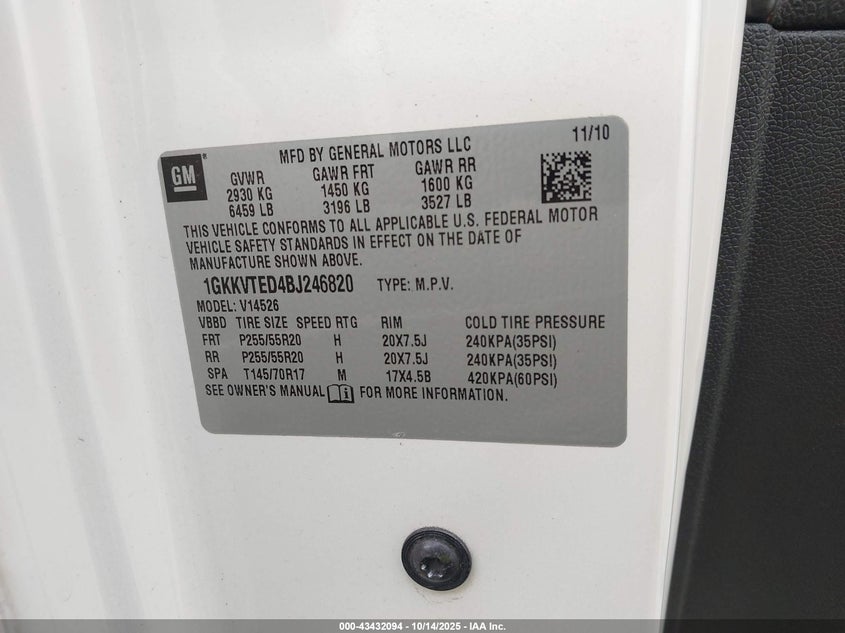 11/10
MFD BY GENERAL MOTORS LLC
GM®
GVWR GAWR FRT GAWR RR
2930 KG 1450 KG 1600 KG
6459 LB 3196 LB 3527 LB
THIS VEHICLE CONFORMS TO ALL APPLICABLE U.S. FEDERAL MOTOR
VEHICLE SAFETY STANDARDS IN EFFECT ON THE DATE OF
MANUFACTURE SHOWN ABOVE.
1GKKVTED4BJ246820 TYPE: M.P.V.
MODEL: V14526
VBBD TIRE SIZE SPEED RTG RIM COLD TIRE PRESSURE
FRT P255/55R20 H 20X7.5J 240KPA(35PSI)
RR P255/55R20 H 20X7.5J 240KPA(35PSI)
SPA T145/70R17 M 17X4.5B 420KPA(60PSI)
SEE OWNER'S MANUAL i FOR MORE INFORMATION.
000-43432094 | 10/14/2025 | IAA Inc.